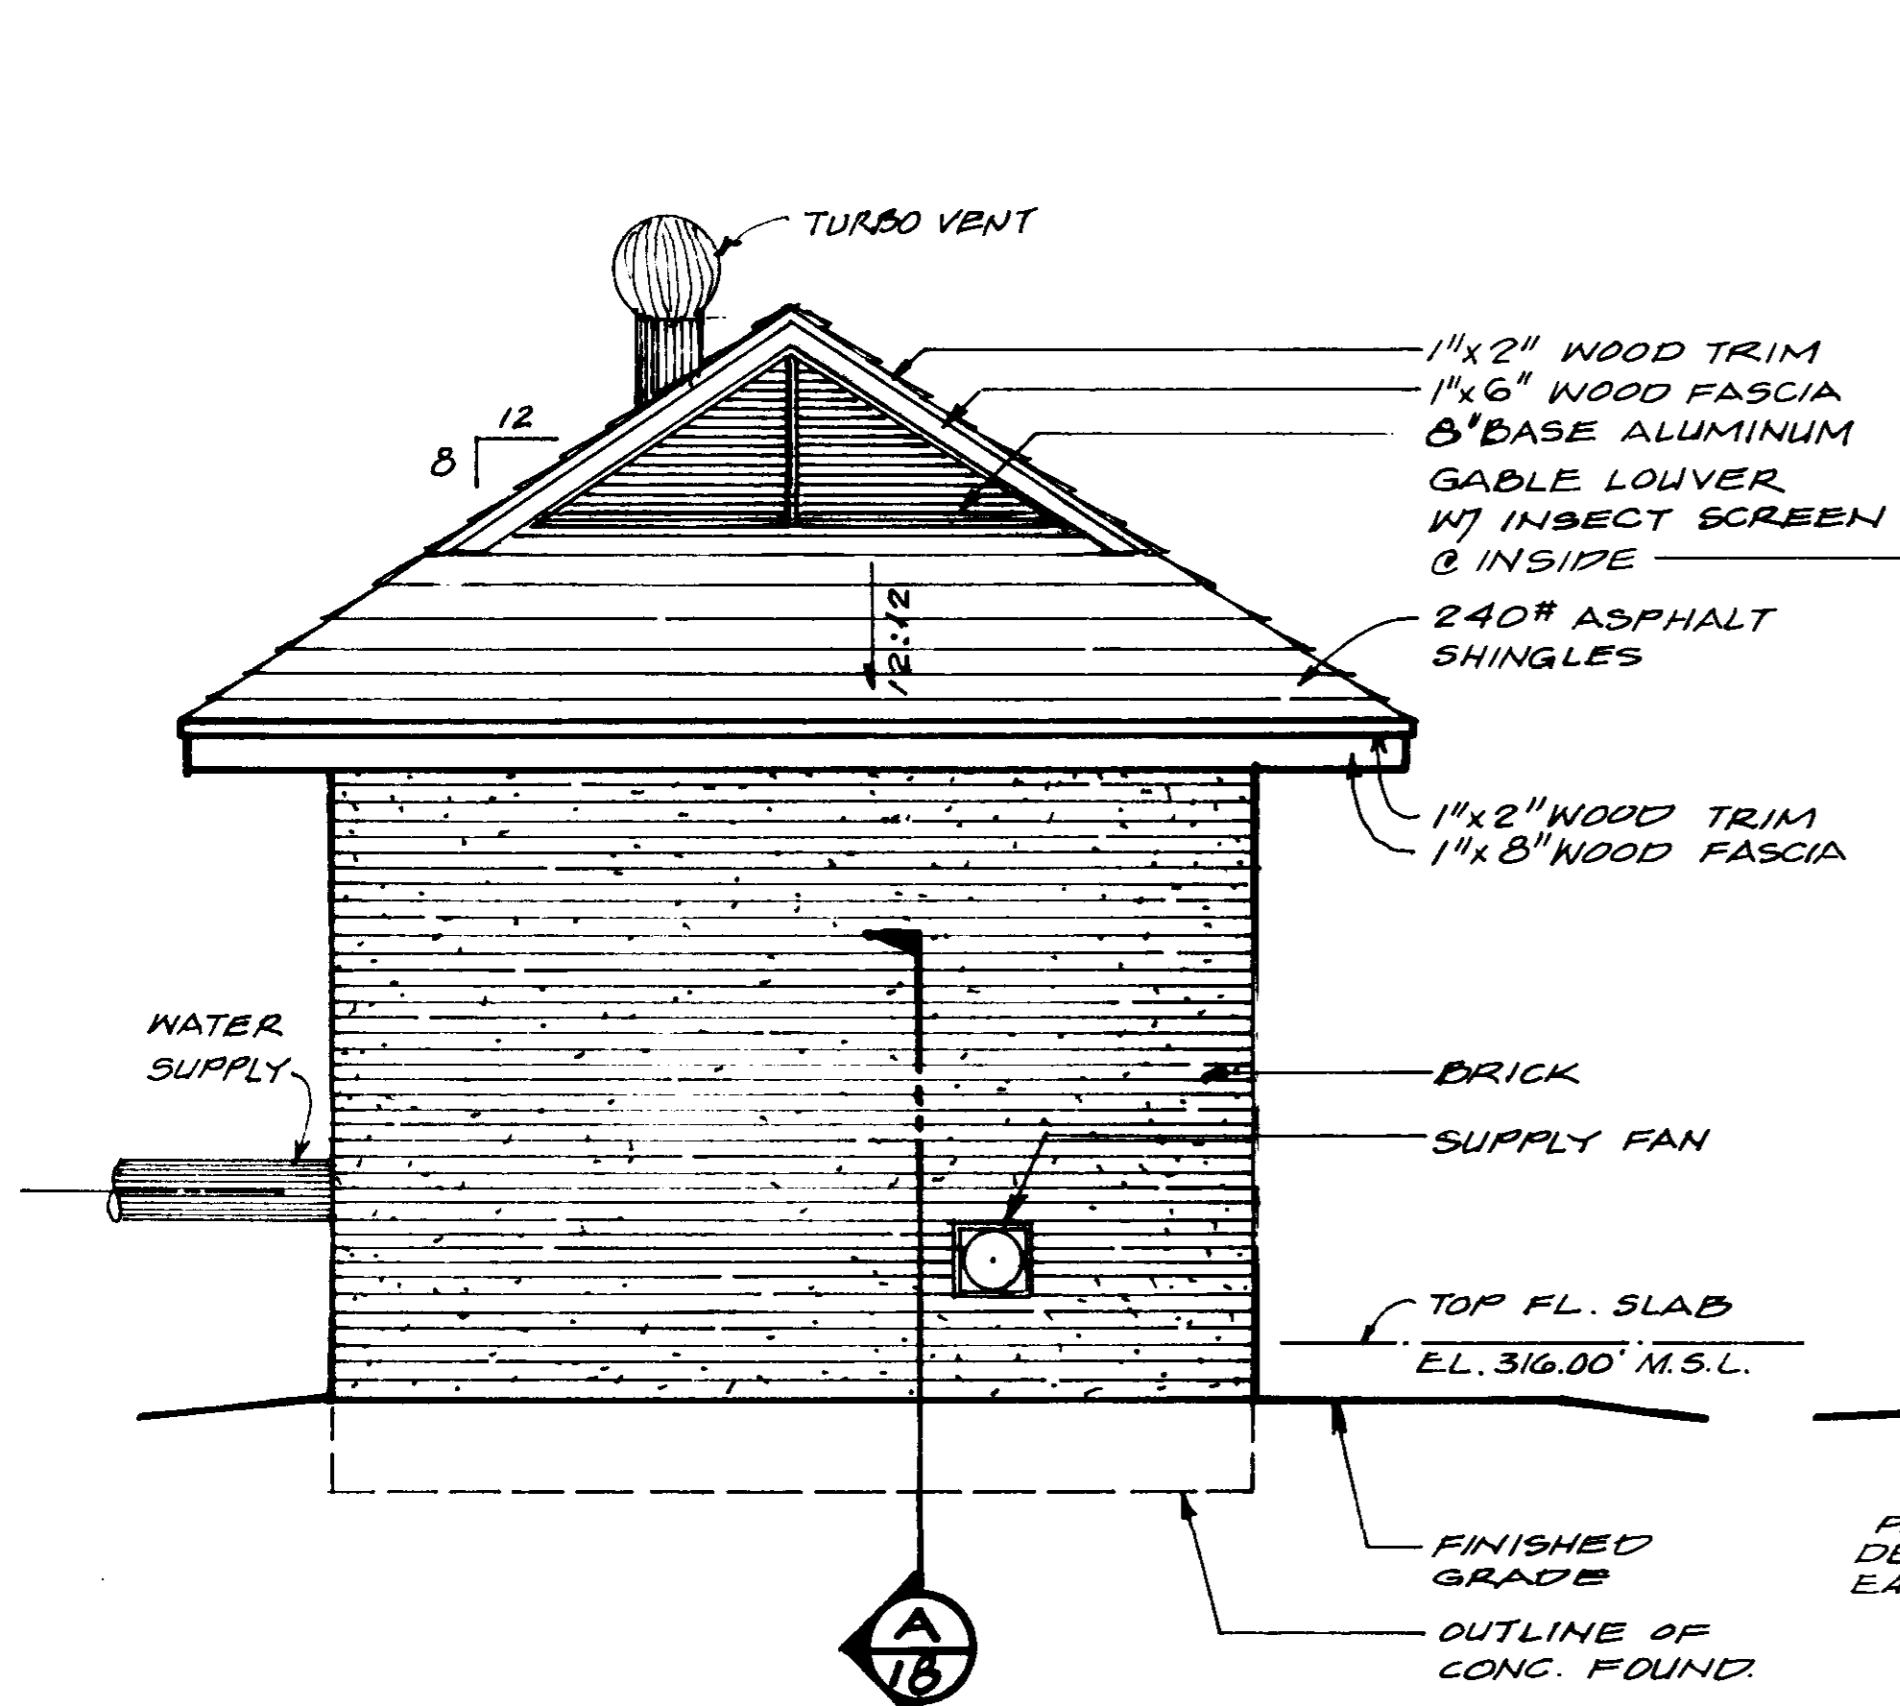 TURBO VENT
1"x2" WOOD TRIM
1"x6" WOOD FASCIA
8' BASE ALUMINUM
GABLE LOUVER
W/ INSECT SCREEN
@ INSIDE
12
8
12:12
240# ASPHALT
SHINGLES
1"x2" WOOD TRIM
1"x8" WOOD FASCIA
WATER
SUPPLY
BRICK
SUPPLY FAN
TOP FL. SLAB
EL. 316.00' M.S.L.
FINISHED
GRADE
OUTLINE OF
CONC. FOUND.
A
18